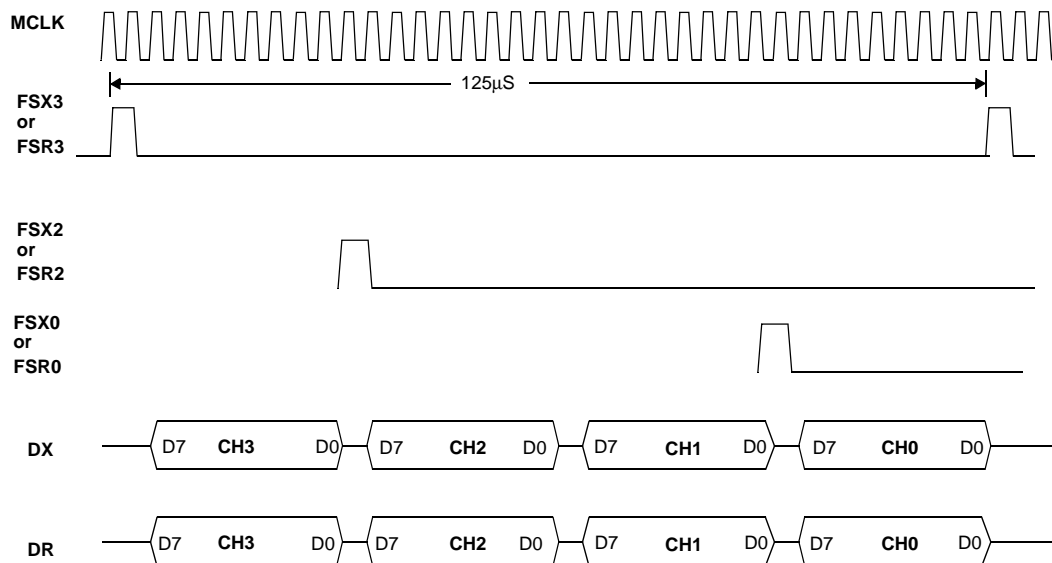 MCLK
125µS
FSX3
or
FSR3
FSX2
or
FSR2
FSX0
or
FSR0
DX D7 CH3 D0 D7 CH2 D0 D7 CH1 D0 D7 CH0 D0
DR D7 CH3 D0 D7 CH2 D0 D7 CH1 D0 D7 CH0 D0